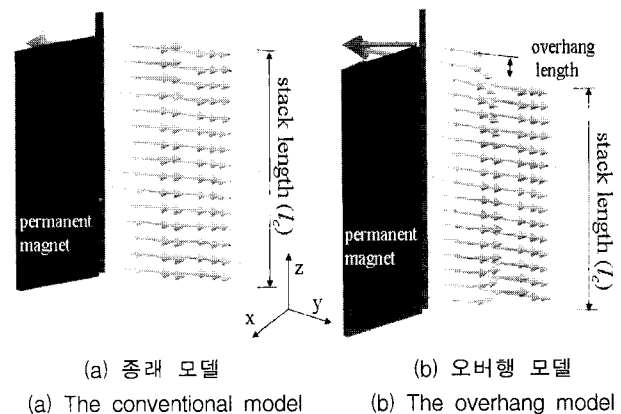 permanent
magnet
stack length (l_c)
z
y
x
overhang
length
permanent
magnet
stack length (l_c)
(a) 종래 모델
(a) The conventional model
(b) 오버행 모델
(b) The overhang model